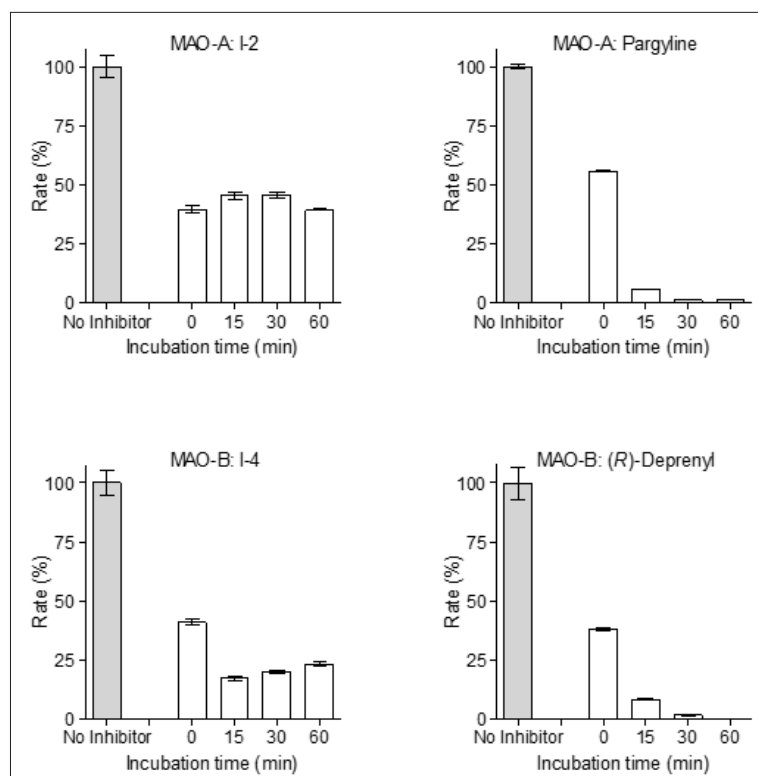 MAO-A: I-2
100
75
50
25
0
Rate (%)
No Inhibitor 0 15 30 60
Incubation time (min)
MAO-A: Pargyline
100
75
50
25
0
Rate (%)
No Inhibitor 0 15 30 60
Incubation time (min)
MAO-B: I-4
100
75
50
25
0
Rate (%)
No Inhibitor 0 15 30 60
Incubation time (min)
MAO-B: (R)-Deprenyl
100
75
50
25
0
Rate (%)
No Inhibitor 0 15 30 60
Incubation time (min)